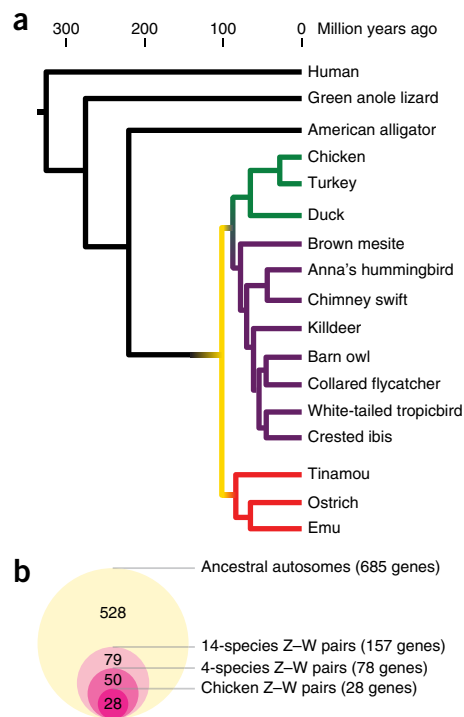 a
300 200 100 0 Million years ago
Human
Green anole lizard
American alligator
Chicken
Turkey
Duck
Brown mesite
Anna's hummingbird
Chimney swift
Killdeer
Barn owl
Collared flycatcher
White-tailed tropicbird
Crested ibis
Tinamou
Ostrich
Emu
b
Ancestral autosomes (685 genes)
528
14-species Z–W pairs (157 genes)
79
4-species Z–W pairs (78 genes)
50
Chicken Z–W pairs (28 genes)
28